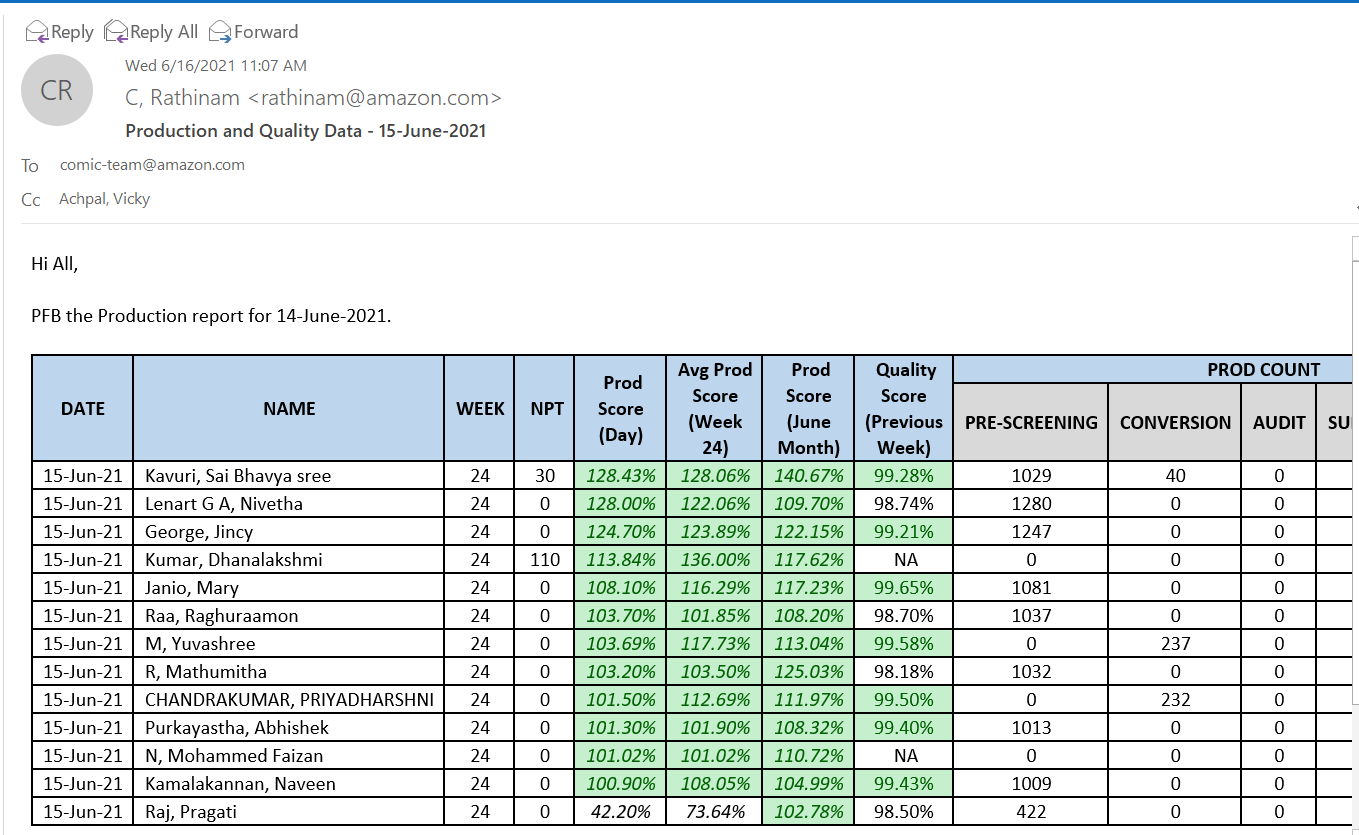 Reply Reply All Forward
CR
Wed 6/16/2021 11:07 AM
C, Rathinam <rathinam@amazon.com>
Production and Quality Data - 15-June-2021
To comic-team@amazon.com
Cc Achpal, Vicky
Hi All,
PFB the Production report for 14-June-2021.
DATE NAME WEEK NPT Prod Score (Day) Avg Prod Score (Week 24) Prod Score (June Month) Quality Score (Previous Week) PROD COUNT
PRE-SCREENING CONVERSION AUDIT
15-Jun-21 Kavuri, Sai Bhavya sree 24 30 128.43% 128.06% 140.67% 99.28% 1029 40 0
15-Jun-21 Lenart G A, Nivetha 24 0 128.00% 122.06% 109.70% 98.74% 1280 0 0
15-Jun-21 George, Jincy 24 0 124.70% 123.89% 122.15% 99.21% 1247 0 0
15-Jun-21 Kumar, Dhanalakshmi 24 110 113.84% 136.00% 117.62% NA 0 0 0
15-Jun-21 Janio, Mary 24 0 108.10% 116.29% 117.23% 99.65% 1081 0 0
15-Jun-21 Raa, Raghuraamon 24 0 103.70% 101.85% 108.20% 98.70% 1037 0 0
15-Jun-21 M, Yuvashree 24 0 103.69% 117.73% 113.04% 99.58% 0 237 0
15-Jun-21 R, Mathumitha 24 0 103.20% 103.50% 125.03% 98.18% 1032 0 0
15-Jun-21 CHANDRAKUMAR, PRIYADHARSHNI 24 0 101.50% 112.69% 111.97% 99.50% 0 232 0
15-Jun-21 Purkayastha, Abhishek 24 0 101.30% 101.90% 108.32% 99.40% 1013 0 0
15-Jun-21 N, Mohammed Faizan 24 0 101.02% 101.02% 110.72% NA 0 0 0
15-Jun-21 Kamalakannan, Naveen 24 0 100.90% 108.05% 104.99% 99.43% 1009 0 0
15-Jun-21 Raj, Pragati 24 0 42.20% 73.64% 102.78% 98.50% 422 0 0